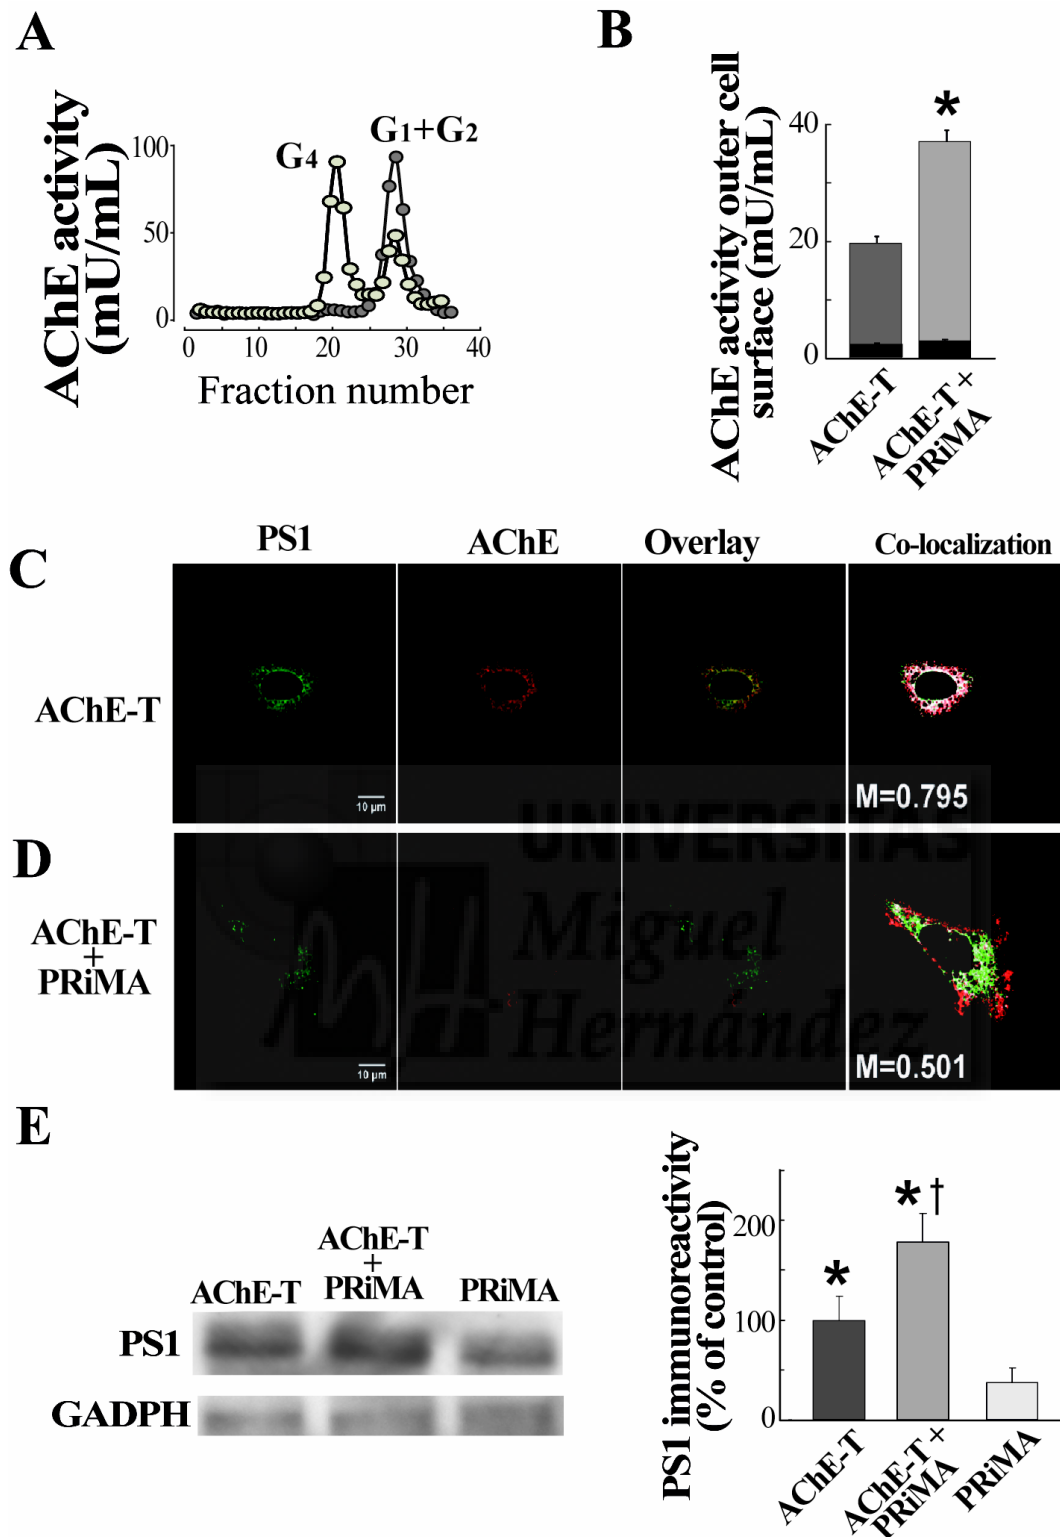 A
AChE activity
(mU/mL)
100
50
0
G4
G1+G2
0 10 20 30 40
Fraction number
B
AChE activity outer cell
surface (mU/mL)
40
20
0
*
AChE-T
AChE-T +
PRiMA
PS1 AChE Overlay Co-localization
C
AChE-T
10 µm
M=0.795
D
AChE-T
+
PRiMA
10 µm
M=0.501
UNIVERSITAS
Miguel
Hernández
E
AChE-T
AChE-T
+
PRiMA
PRiMA
PS1
GADPH
PS1 immunoreactivity
(% of control)
200
100
0
*
*†
AChE-T
AChE-T +
PRiMA
PRiMA